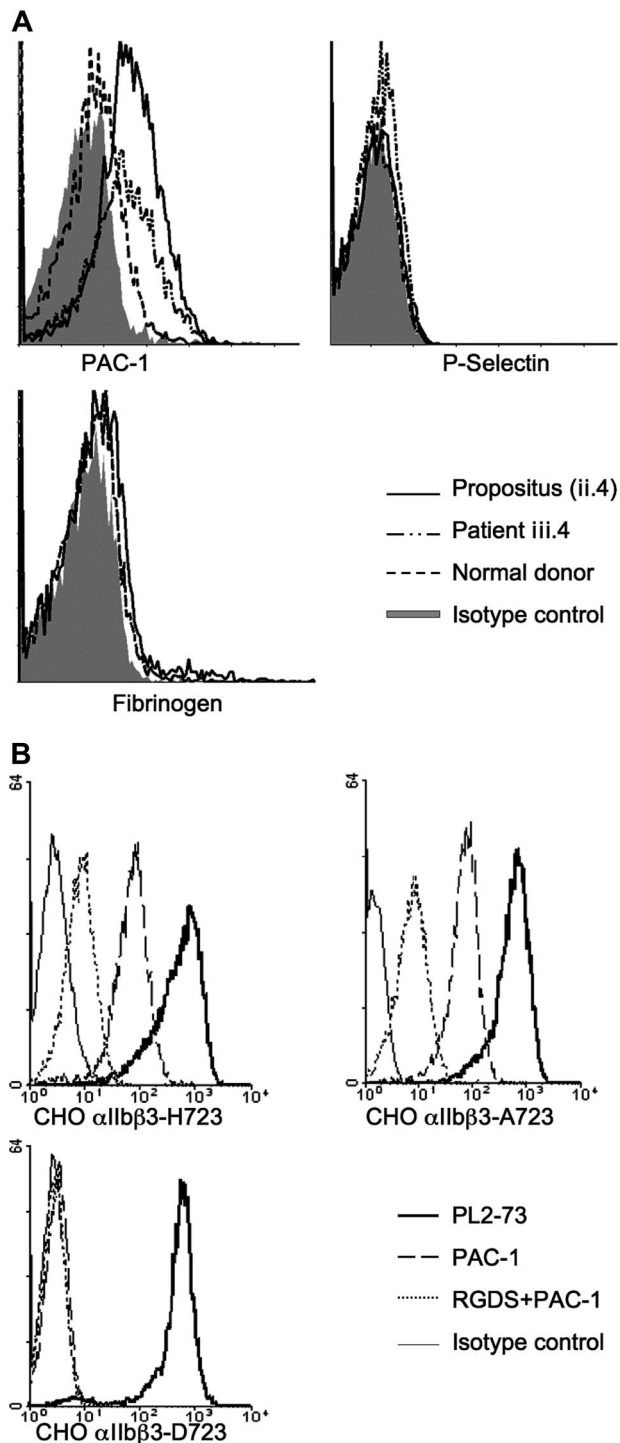 A
PAC-1
P-Selectin
Fibrinogen
Propositus (ii.4)
Patient iii.4
Normal donor
Isotype control
B
64
0
10⁰ 10¹ 10² 10³ 10⁴
CHO αIIbβ3-H723
64
0
10⁰ 10¹ 10² 10³ 10⁴
CHO αIIbβ3-A723
64
0
10⁰ 10¹ 10² 10³ 10⁴
CHO αIIbβ3-D723
PL2-73
PAC-1
RGDS+PAC-1
Isotype control